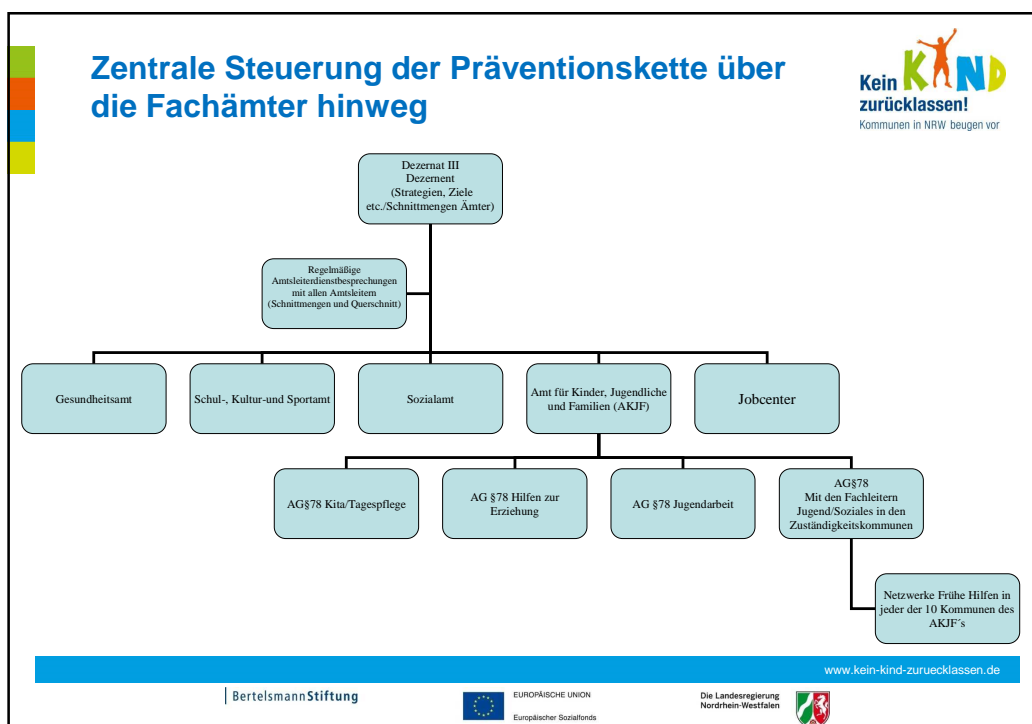 Zentrale Steuerung der Präventionskette über
die Fachämter hinweg
Kein KIND
zurücklassen!
Kommunen in NRW beugen vor
Dezernat III
Dezernent
(Strategien, Ziele
etc./Schnittmengen Ämter)
Regelmäßige
Amtsleiterdienstbesprechungen
mit allen Amtsleitern
(Schnittmengen und Querschnitt)
Gesundheitsamt
Schul-, Kultur-und Sportamt
Sozialamt
Amt für Kinder, Jugendliche
und Familien (AKJF)
Jobcenter
AG§78 Kita/Tagespflege
AG §78 Hilfen zur
Erziehung
AG §78 Jugendarbeit
AG§78
Mit den Fachleitern
Jugend/Soziales in den
Zuständigkeitskommunen
Netzwerke Frühe Hilfen in
jeder der 10 Kommunen des
AKJF´s
www.kein-kind-zuruecklassen.de
BertelsmannStiftung
EUROPÄISCHE UNION
Europäischer Sozialfonds
Die Landesregierung
Nordrhein-Westfalen